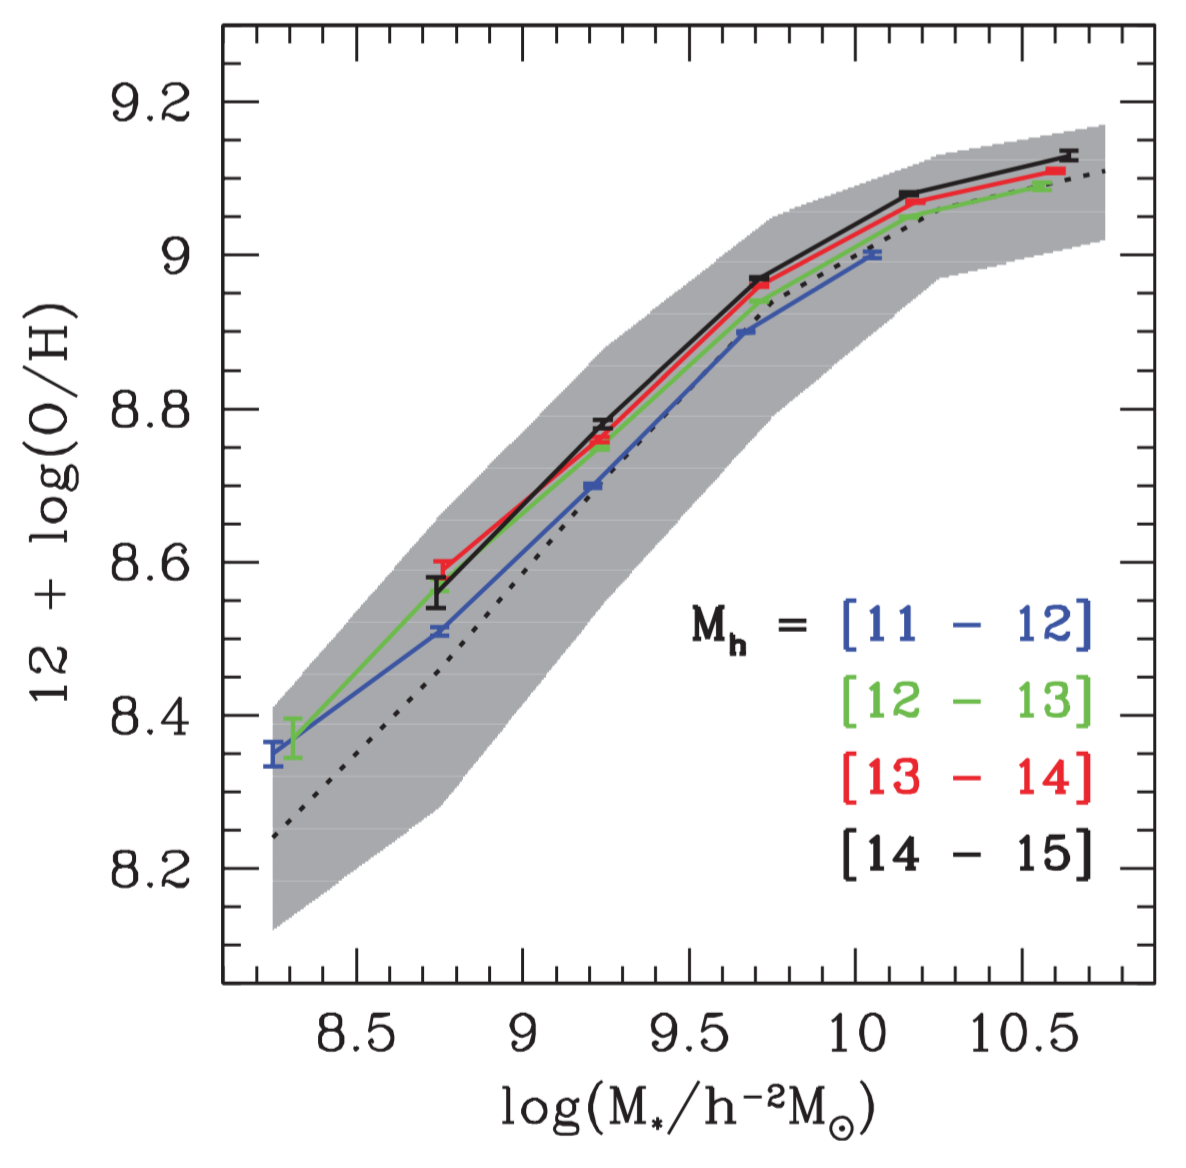 9.2
9
8.8
8.6
8.4
8.2
12 + log(O/H)
M_h = [11 − 12]
[12 − 13]
[13 − 14]
[14 − 15]
8.5 9 9.5 10 10.5
log(M_*/h⁻²M_⊙)